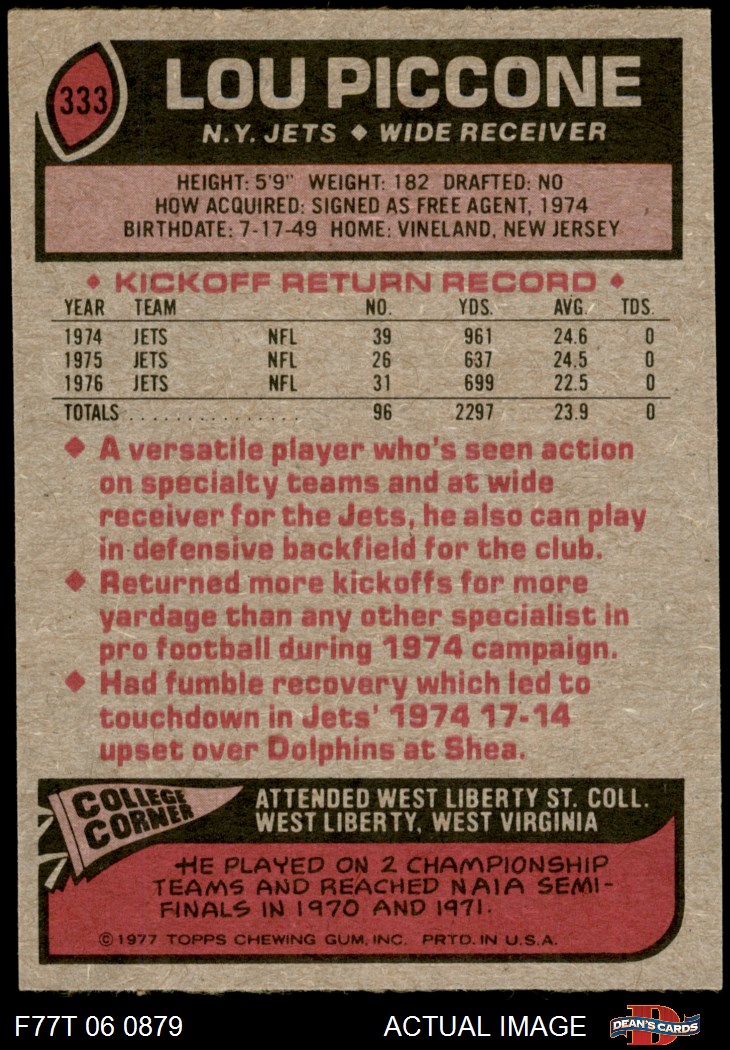 333
LOU PICCONE
N.Y. JETS ◆ WIDE RECEIVER
HEIGHT: 5'9" WEIGHT: 182 DRAFTED: NO
HOW ACQUIRED: SIGNED AS FREE AGENT, 1974
BIRTHDATE: 7-17-49 HOME: VINELAND, NEW JERSEY
◆ KICKOFF RETURN RECORD ◆
YEAR TEAM NO. YDS. AVG. TDS.
1974 JETS NFL 39 961 24.6 0
1975 JETS NFL 26 637 24.5 0
1976 JETS NFL 31 699 22.5 0
TOTALS . . . . . . . . . . . . . . . . 96 2297 23.9 0
◆ A versatile player who's seen action
on specialty teams and at wide
receiver for the Jets, he also can play
in defensive backfield for the club.
◆ Returned more kickoffs for more
yardage than any other specialist in
pro football during 1974 campaign.
◆ Had fumble recovery which led to
touchdown in Jets' 1974 17-14
upset over Dolphins at Shea.
COLLEGE
CORNER
ATTENDED WEST LIBERTY ST. COLL.
WEST LIBERTY, WEST VIRGINIA
HE PLAYED ON 2 CHAMPIONSHIP
TEAMS AND REACHED NAIA SEMI-
FINALS IN 1970 AND 1971.
©1977 TOPPS CHEWING GUM, INC. PRTD. IN U.S.A.
F77T 06 0879 ACTUAL IMAGE
D
DEAN'S CARDS